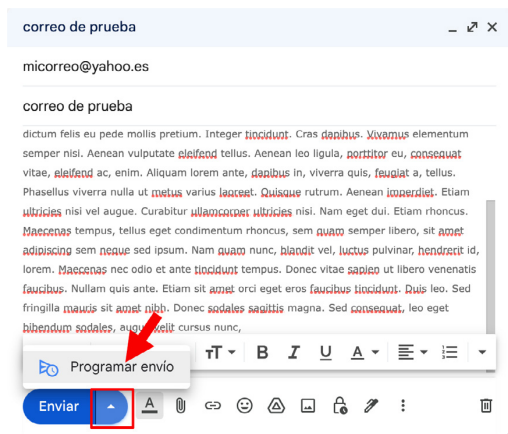 correo de prueba
micorreo@yahoo.es
correo de prueba
dictum felis eu pede mollis pretium. Integer tincidunt. Cras dapibus. Vivamus elementum
semper nisi. Aenean vulputate eleifend tellus. Aenean leo ligula, porttitor eu, consequat
vitae, eleifend ac, enim. Aliquam lorem ante, dapibus in, viverra quis, feugiat a, tellus.
Phasellus viverra nulla ut metus varius laoreet. Quisque rutrum. Aenean imperdiet. Etiam
ultricies nisi vel augue. Curabitur ullamcorper ultricies nisi. Nam eget dui. Etiam rhoncus.
Maecenas tempus, tellus eget condimentum rhoncus, sem quam semper libero, sit amet
adipiscing sem neque sed ipsum. Nam quam nunc, blandit vel, luctus pulvinar, hendrerit id,
lorem. Maecenas nec odio et ante tincidunt tempus. Donec vitae sapien ut libero venenatis
faucibus. Nullam quis ante. Etiam sit amet orci eget eros faucibus tincidunt. Duis leo. Sed
fringilla mauris sit amet nibh. Donec sodales sagittis magna. Sed consequat, leo eget
bibendum sodales, augue velit cursus nunc,
Programar envío
Enviar